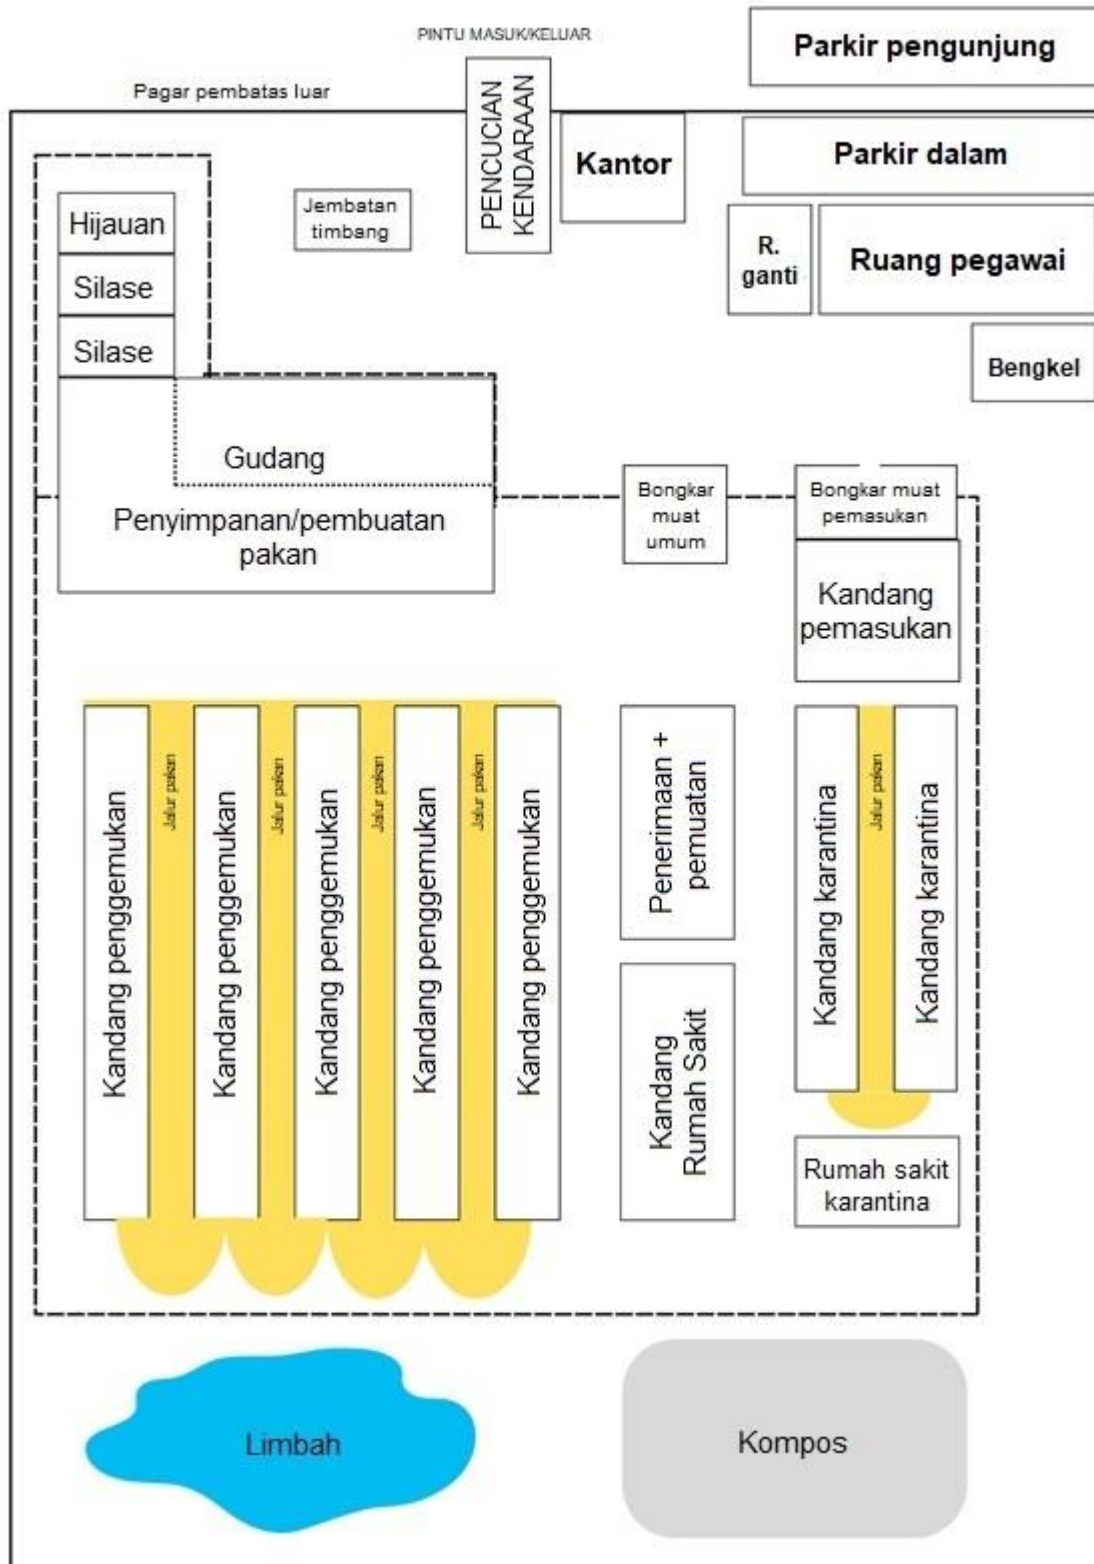 PINTU MASUK/KELUAR
Parkir pengunjung
Pagar pembatas luar
PENCUCIAN
KENDARAAN
Kantor
Parkir dalam
Hijauan
Jembatan
timbang
R.
ganti
Ruang pegawai
Silase
Silase
Bengkel
Gudang
Bongkar
muat
umum
Bongkar muat
pemasukan
Penyimpanan/pembuatan
pakan
Kandang
pemasukan
Kandang penggemukan
Jalur pakan
Kandang penggemukan
Jalur pakan
Kandang penggemukan
Jalur pakan
Kandang penggemukan
Jalur pakan
Kandang penggemukan
Penerimaan +
pemuatan
Kandang karantina
Jalur pakan
Kandang karantina
Kandang
Rumah Sakit
Rumah sakit
karantina
Limbah
Kompos